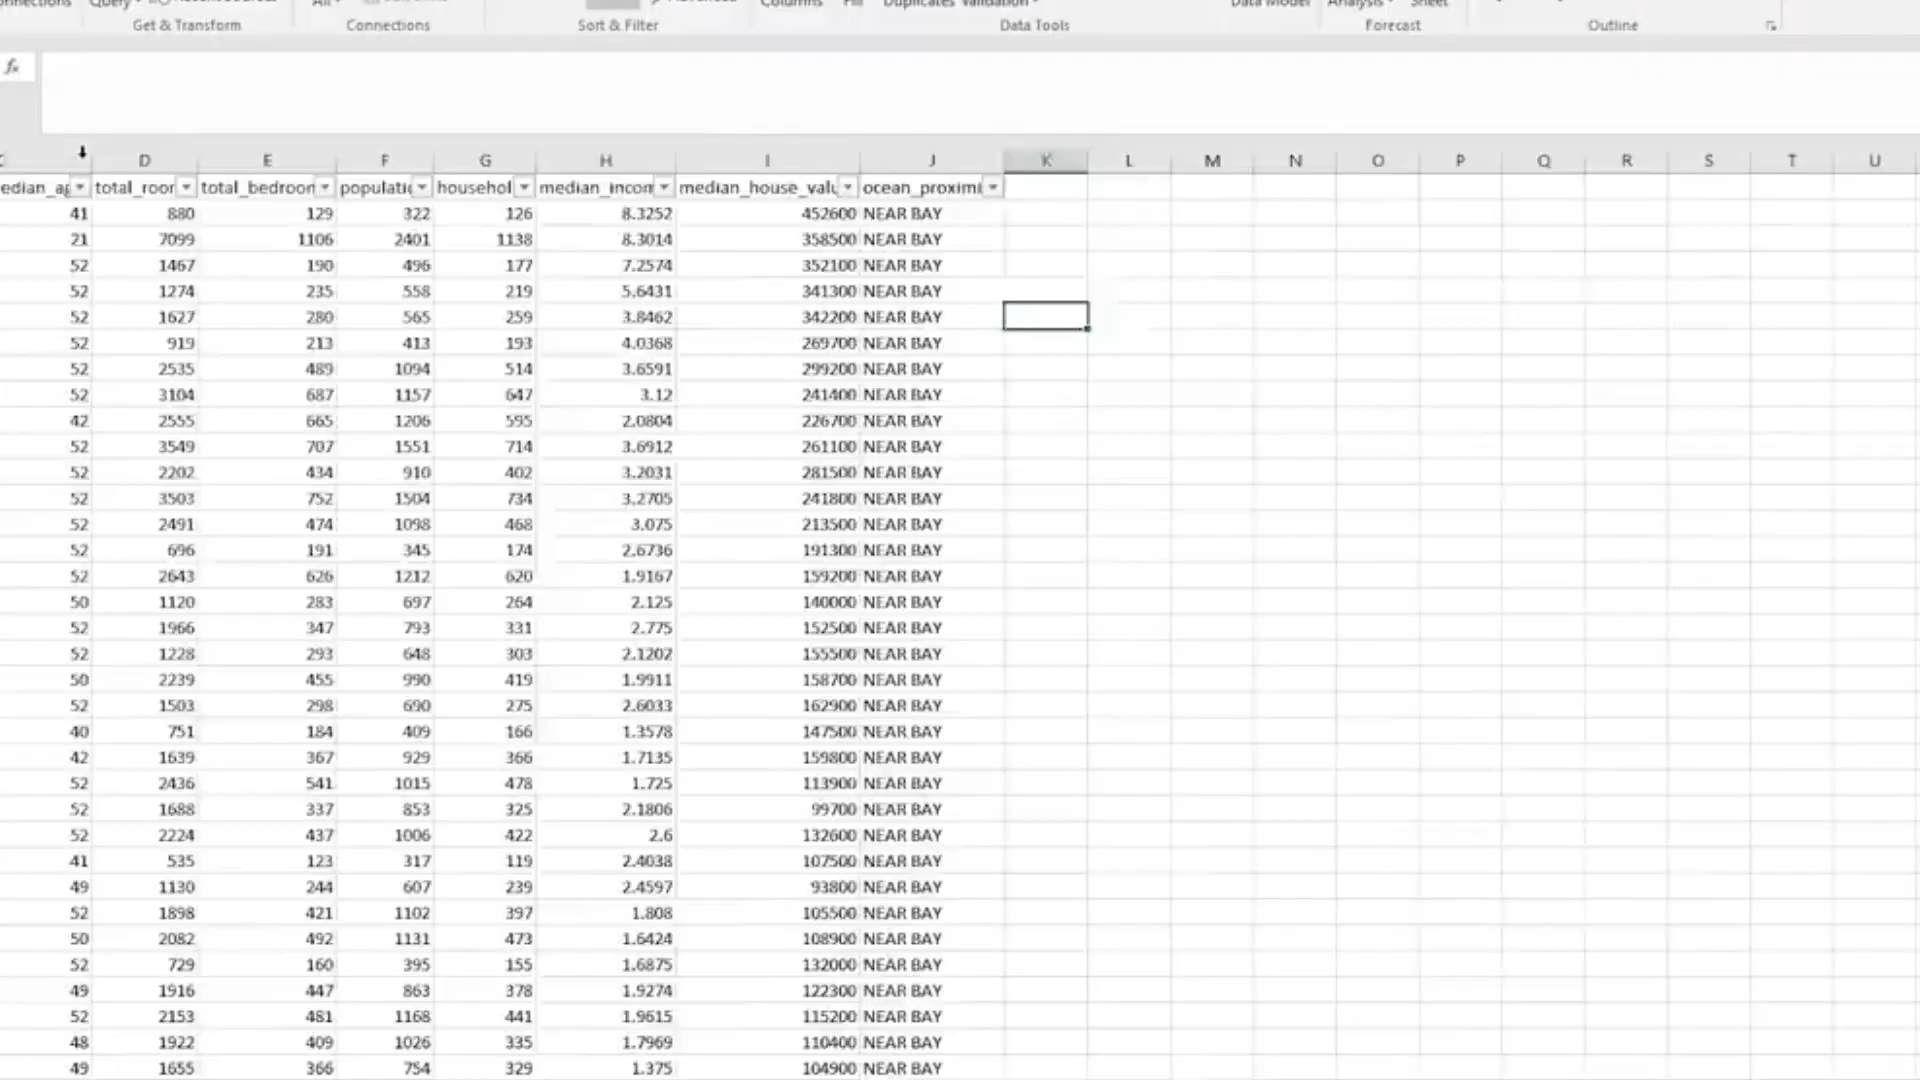 Query
Get & Transform Connections Sort & Filter Data Tools Forecast Outline
fx
D E F G H I J K L M N O P Q R S T U
edian_ag total_roor total_bedroon populatic househol median_incon median_house_valu ocean_proximi
41 880 129 322 126 8.3252 452600 NEAR BAY
21 7099 1106 2401 1138 8.3014 358500 NEAR BAY
52 1467 190 496 177 7.2574 352100 NEAR BAY
52 1274 235 558 219 5.6431 341300 NEAR BAY
52 1627 280 565 259 3.8462 342200 NEAR BAY
52 919 213 413 193 4.0368 269700 NEAR BAY
52 2535 489 1094 514 3.6591 299200 NEAR BAY
52 3104 687 1157 647 3.12 241400 NEAR BAY
42 2555 665 1206 595 2.0804 226700 NEAR BAY
52 3549 707 1551 714 3.6912 261100 NEAR BAY
52 2202 434 910 402 3.2031 281500 NEAR BAY
52 3503 752 1504 734 3.2705 241800 NEAR BAY
52 2491 474 1098 468 3.075 213500 NEAR BAY
52 696 191 345 174 2.6736 191300 NEAR BAY
52 2643 626 1212 620 1.9167 159200 NEAR BAY
50 1120 283 697 264 2.125 140000 NEAR BAY
52 1966 347 793 331 2.775 152500 NEAR BAY
52 1228 293 648 303 2.1202 155500 NEAR BAY
50 2239 455 990 419 1.9911 158700 NEAR BAY
52 1503 298 690 275 2.6033 162900 NEAR BAY
40 751 184 409 166 1.3578 147500 NEAR BAY
42 1639 367 929 366 1.7135 159800 NEAR BAY
52 2436 541 1015 478 1.725 113900 NEAR BAY
52 1688 337 853 325 2.1806 99700 NEAR BAY
52 2224 437 1006 422 2.6 132600 NEAR BAY
41 535 123 317 119 2.4038 107500 NEAR BAY
49 1130 244 607 239 2.4597 93800 NEAR BAY
52 1898 421 1102 397 1.808 105500 NEAR BAY
50 2082 492 1131 473 1.6424 108900 NEAR BAY
52 729 160 395 155 1.6875 132000 NEAR BAY
49 1916 447 863 378 1.9274 122300 NEAR BAY
52 2153 481 1168 441 1.9615 115200 NEAR BAY
48 1922 409 1026 335 1.7969 110400 NEAR BAY
49 1655 366 754 329 1.375 104900 NEAR BAY